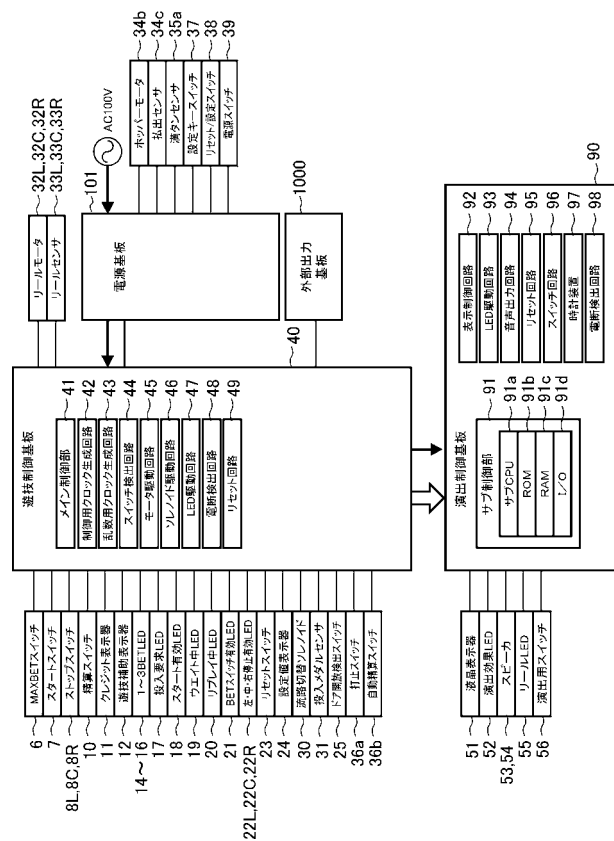 6 MAXBETスイッチ
7 スタートスイッチ
8L,8C,8R ストップスイッチ
10 精算スイッチ
11 クレジット表示器
12 遊技補助表示器
14～16 1～3BETLED
17 投入要求LED
18 スタート有効LED
19 ウエイト中LED
20 リプレイ中LED
21 BETスイッチ有効LED
22L,22C,22R 左・中・右停止有効LED
23 リセットスイッチ
24 設定値表示器
30 流路切替ソレノイド
31 投入メダルセンサ
25 ドア開放検出スイッチ
36a 打止スイッチ
36b 自動精算スイッチ
遊技制御基板
40
メイン制御部 41
制御用クロック生成回路 42
乱数用クロック生成回路 43
スイッチ検出回路 44
モータ駆動回路 45
ソレノイド駆動回路 46
LED駆動回路 47
電断検出回路 48
リセット回路 49
リールモータ 32L,32C,32R
リールセンサ 33L,33C,33R
電源基板
101
AC100V
外部出力
基板
1000
ホッパーモータ 34b
払出センサ 34c
満タンセンサ 35a
設定キースイッチ 37
リセット/設定スイッチ 38
電源スイッチ 39
51 液晶表示器
52 演出効果LED
53,54 スピーカ
55 リールLED
56 演出用スイッチ
演出制御基板
90
サブ制御部 91
サブCPU 91a
ROM 91b
RAM 91c
I/O 91d
表示制御回路 92
LED駆動回路 93
音声出力回路 94
リセット回路 95
スイッチ回路 96
時計装置 97
電断検出回路 98